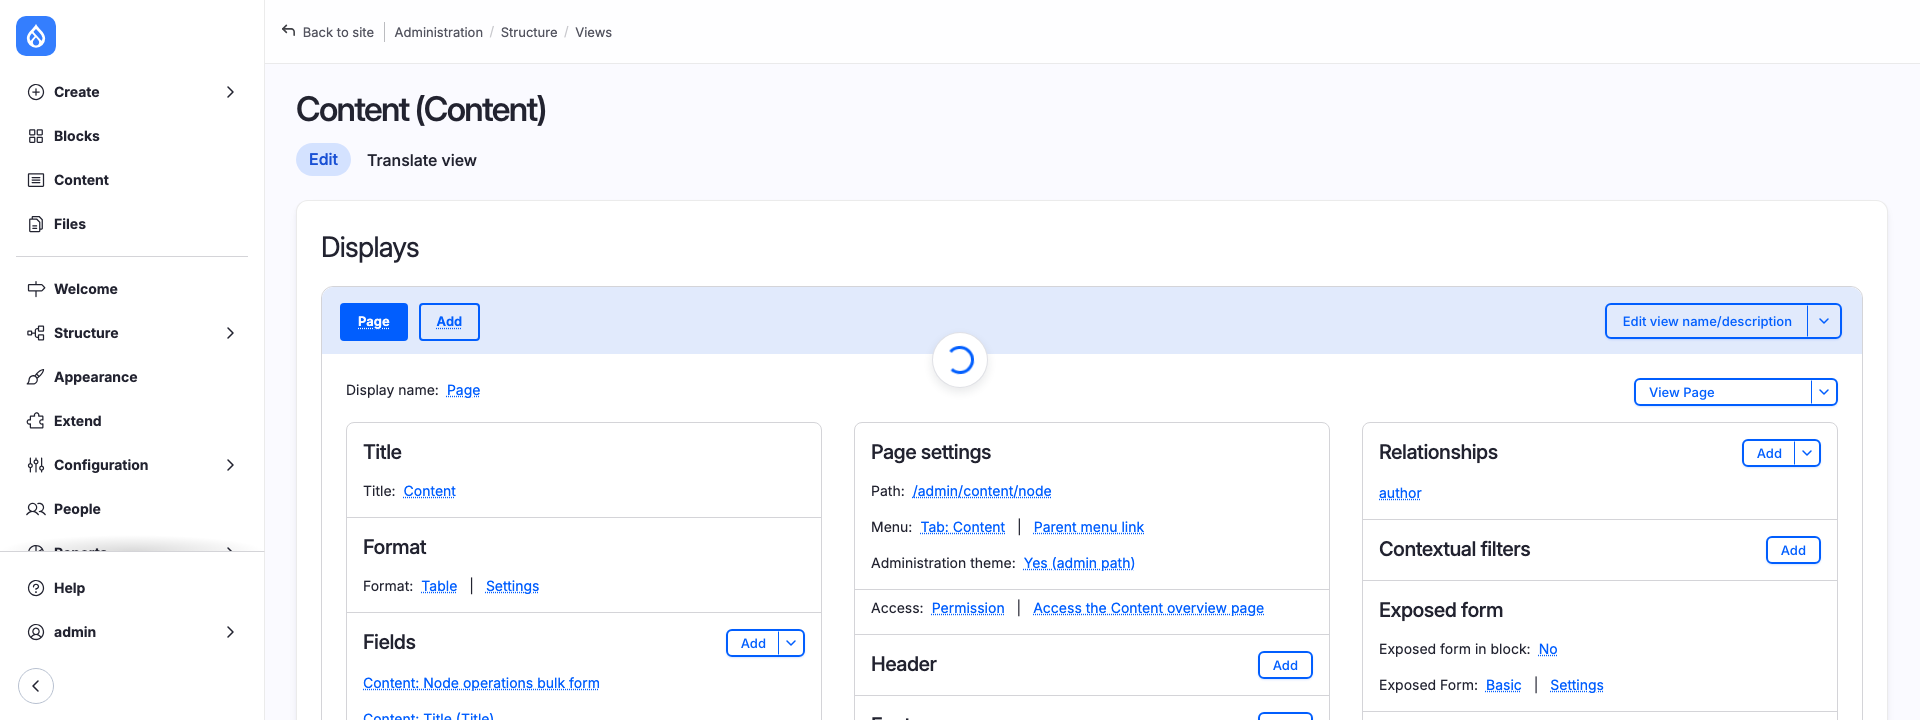 Back to site
Administration / Structure / Views
Create
Blocks
Content
Files
Welcome
Structure
Appearance
Extend
Configuration
People
Reports
Help
admin
Content (Content)
Edit
Translate view
Displays
Page
Add
Edit view name/description
Display name: Page
View Page
Title
Title: Content
Format
Format: Table | Settings
Fields
Add
Content: Node operations bulk form
Content: Title (Title)
Page settings
Path: /admin/content/node
Menu: Tab: Content | Parent menu link
Administration theme: Yes (admin path)
Access: Permission | Access the Content overview page
Header
Add
Relationships
Add
author
Contextual filters
Add
Exposed form
Exposed form in block: No
Exposed Form: Basic | Settings